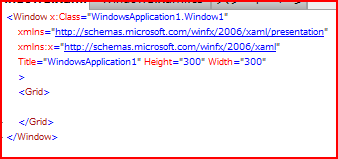 <Window x:Class="WindowsApplication1.Window1"
xmlns="http://schemas.microsoft.com/winfx/2006/xaml/presentation"
xmlns:x="http://schemas.microsoft.com/winfx/2006/xaml"
Title="WindowsApplication1" Height="300" Width="300"
>
<Grid>
</Grid>
</Window>